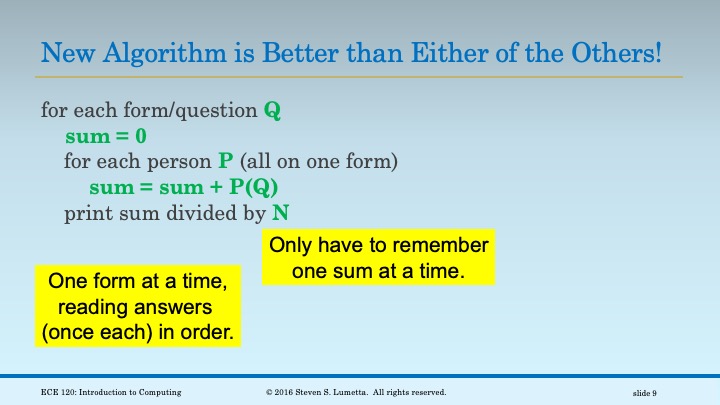 New Algorithm is Better than Either of the Others!
for each form/question Q
sum = 0
for each person P (all on one form)
sum = sum + P(Q)
print sum divided by N
Only have to remember
one sum at a time.
One form at a time,
reading answers
(once each) in order.
ECE 120: Introduction to Computing
© 2016 Steven S. Lumetta. All rights reserved.
slide 9